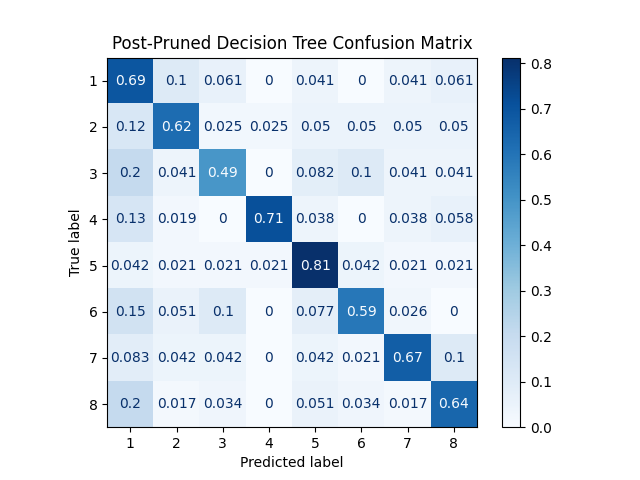 Post-Pruned Decision Tree Confusion Matrix
1 0.69 0.1 0.061 0 0.041 0 0.041 0.061
2 0.12 0.62 0.025 0.025 0.05 0.05 0.05 0.05
3 0.2 0.041 0.49 0 0.082 0.1 0.041 0.041
4 0.13 0.019 0 0.71 0.038 0 0.038 0.058
5 0.042 0.021 0.021 0.021 0.81 0.042 0.021 0.021
6 0.15 0.051 0.1 0 0.077 0.59 0.026 0
7 0.083 0.042 0.042 0 0.042 0.021 0.67 0.1
8 0.2 0.017 0.034 0 0.051 0.034 0.017 0.64
1 2 3 4 5 6 7 8
Predicted label
True label
0.8
0.7
0.6
0.5
0.4
0.3
0.2
0.1
0.0